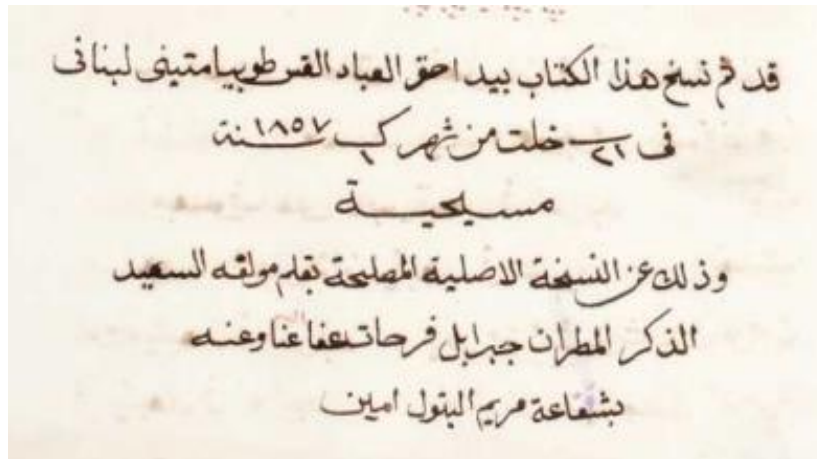 قد تم نسخ هذا الكتاب بيد احقر العباد القس طوبيا متيني لبناني
في ٢١ خلت من شهر ك١ سنة ١٨٥٧
مسيحية
وذلك عن النسخة الاصلية المصلحة بقلم مولفه السعيد
الذكر المطران جبرايل فرحات عفا عنا وعنه
بشفاعة مريم البتول امين